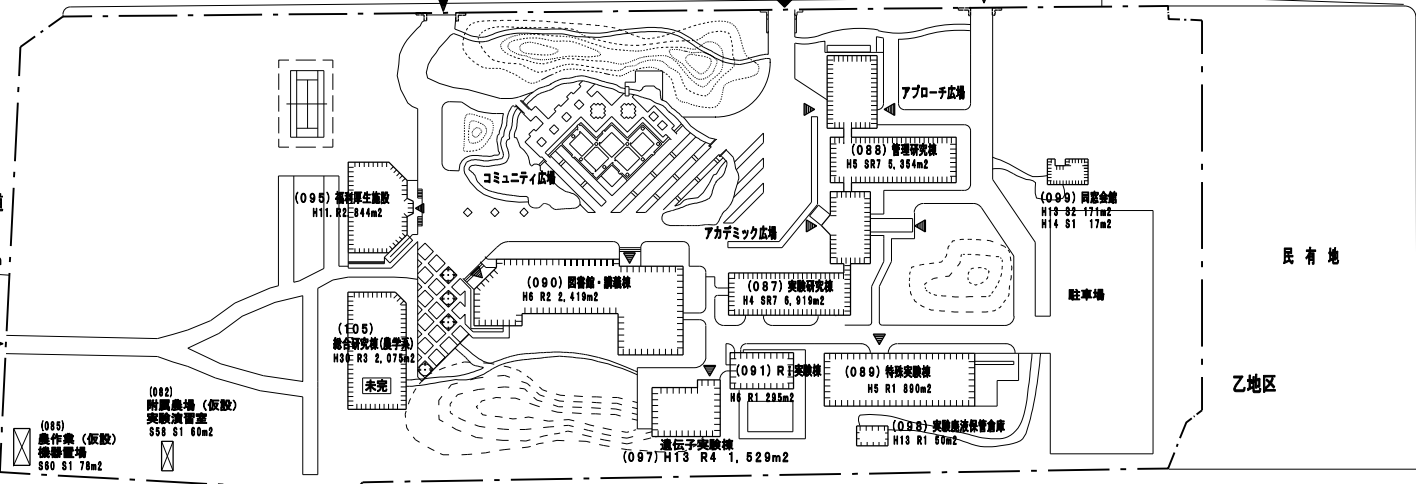 アプローチ広場
(088) 管理研究棟
H5 SR7 5,354m2
コミュニティ広場
(095) 福利厚生施設
H11 R2 844m2
(099) 同窓会館
H13 S2 171m2
H14 S1 17m2
アカデミック広場
民有地
(090) 図書館・講義棟
H6 R2 2,419m2
(087) 実験研究棟
H4 SR7 6,919m2
駐車場
(105)
総合研究棟(農学系)
H30 R3 2,075m2
未完
(091) RI実験棟
H6 R1 295m2
(089) 特殊実験棟
H5 R1 890m2
乙地区
(082)
附属農場（仮設）
実験演習室
S58 S1 60m2
(085)
農作業（仮設）
機器置場
S60 S1 78m2
(098) 実験廃液保管倉庫
H13 R1 50m2
遺伝子実験棟
(097) H13 R4 1,529m2